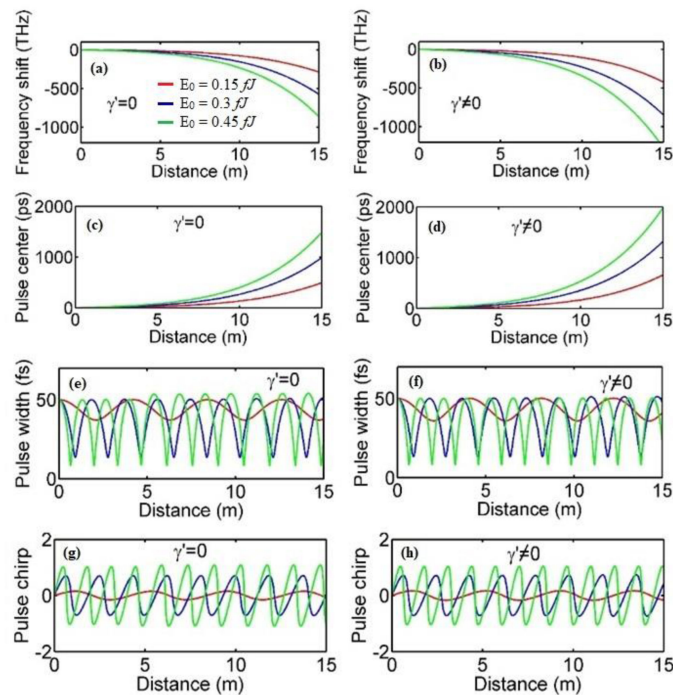 Frequency shift (THz)
0
-500
-1000
(a)
γ'=0
E₀ = 0.15 fJ
E₀ = 0.3 fJ
E₀ = 0.45 fJ
0 5 10 15
Distance (m)
Frequency shift (THz)
0
-500
-1000
(b)
γ'≠0
0 5 10 15
Distance (m)
Pulse center (ps)
2000
1000
0
(c)
γ'=0
0 5 10 15
Distance (m)
Pulse center (ps)
2000
1000
0
(d)
γ'≠0
0 5 10 15
Distance (m)
Pulse width (fs)
50
0
(e)
γ'=0
0 5 10 15
Distance (m)
Pulse width (fs)
50
0
(f)
γ'≠0
0 5 10 15
Distance (m)
Pulse chirp
2
0
-2
(g)
γ'=0
0 5 10 15
Distance (m)
Pulse chirp
2
0
-2
(h)
γ'≠0
0 5 10 15
Distance (m)